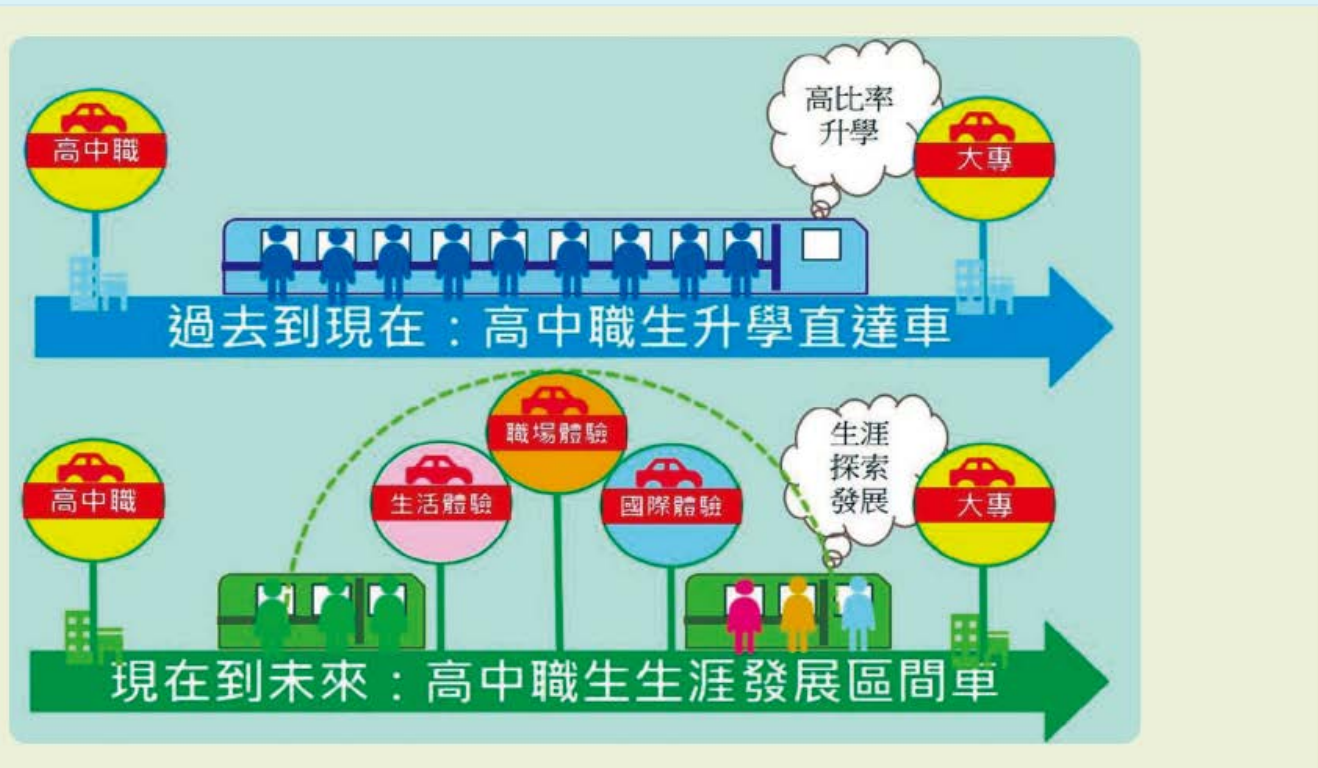 高比率
升學
高中職
大專
過去到現在：高中職生升學直達車
職場體驗
生涯
探索
發展
高中職
生活體驗
國際體驗
大專
現在到未來：高中職生生涯發展區間車